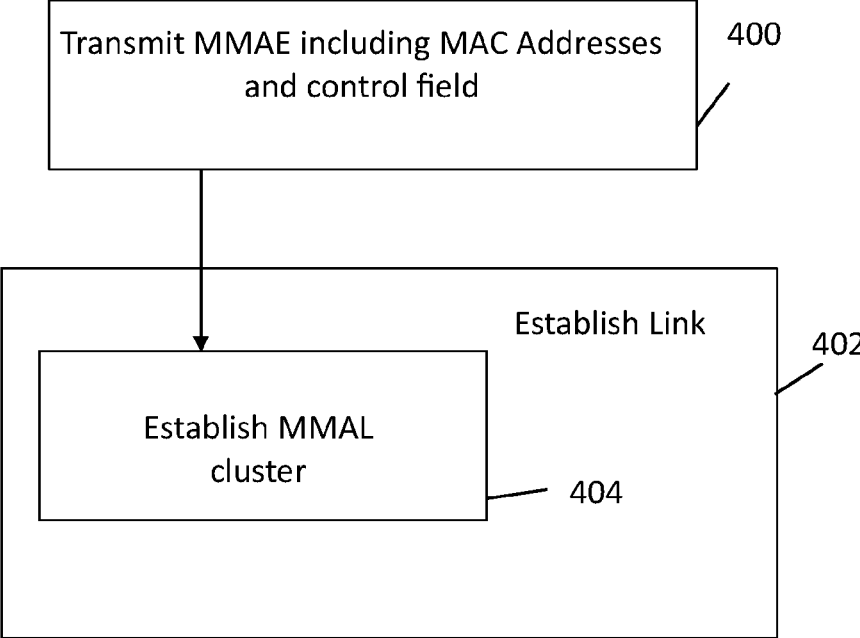 Transmit MMAE including MAC Addresses
and control field
400
Establish Link
402
Establish MMAL
cluster
404